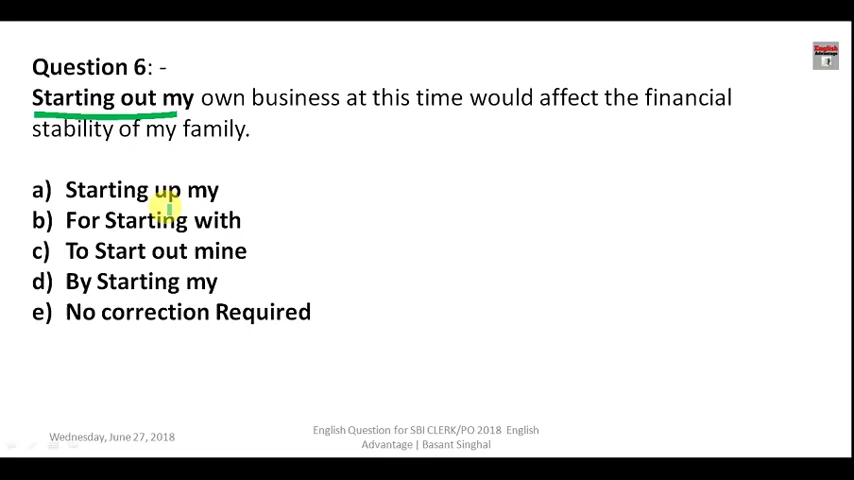 English
Advantage
Question 6: -
Starting out my own business at this time would affect the financial
stability of my family.
a) Starting up my
b) For Starting with
c) To Start out mine
d) By Starting my
e) No correction Required
Wednesday, June 27, 2018
English Question for SBI CLERK/PO 2018 English
Advantage | Basant Singhal